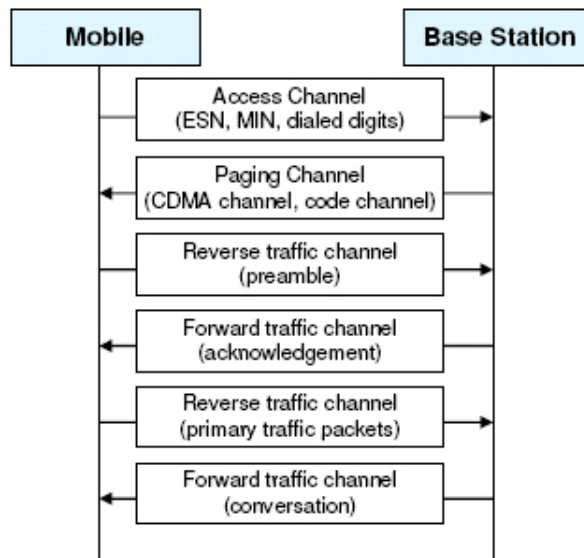 Mobile
Base Station
Access Channel
(ESN, MIN, dialed digits)
Paging Channel
(CDMA channel, code channel)
Reverse traffic channel
(preamble)
Forward traffic channel
(acknowledgement)
Reverse traffic channel
(primary traffic packets)
Forward traffic channel
(conversation)